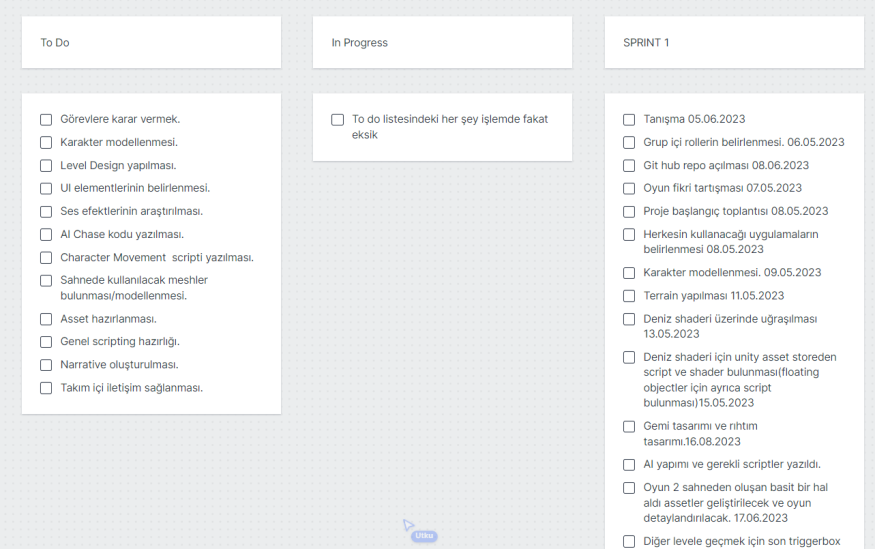 To Do
Görevlere karar vermek.
Karakter modellenmesi.
Level Design yapılması.
UI elementlerinin belirlenmesi.
Ses efektlerinin araştırılması.
AI Chase kodu yazılması.
Character Movement scripti yazılması.
Sahnede kullanılacak meshler
bulunması/modellenmesi.
Asset hazırlanması.
Genel scripting hazırlığı.
Narrative oluşturulması.
Takım içi iletişim sağlanması.
In Progress
To do listesindeki her şey işlemde fakat
eksik
SPRINT 1
Tanışma 05.06.2023
Grup içi rollerin belirlenmesi. 06.05.2023
Git hub repo açılması 08.06.2023
Oyun fikri tartışması 07.05.2023
Proje başlangıç toplantısı 08.05.2023
Herkesin kullanacağı uygulamaların
belirlenmesi 08.05.2023
Karakter modellenmesi. 09.05.2023
Terrain yapılması 11.05.2023
Deniz shaderi üzerinde uğraşılması
13.05.2023
Deniz shaderi için unity asset storeden
script ve shader bulunması(floating
objectler için ayrıca script
bulunması)15.05.2023
Gemi tasarımı ve rıhtım
tasarımı.16.08.2023
AI yapımı ve gerekli scriptler yazıldı.
Oyun 2 sahneden oluşan basit bir hal
aldı assetler geliştirilecek ve oyun
detaylandırılacak. 17.06.2023
Diğer levele geçmek için son triggerbox
Utku